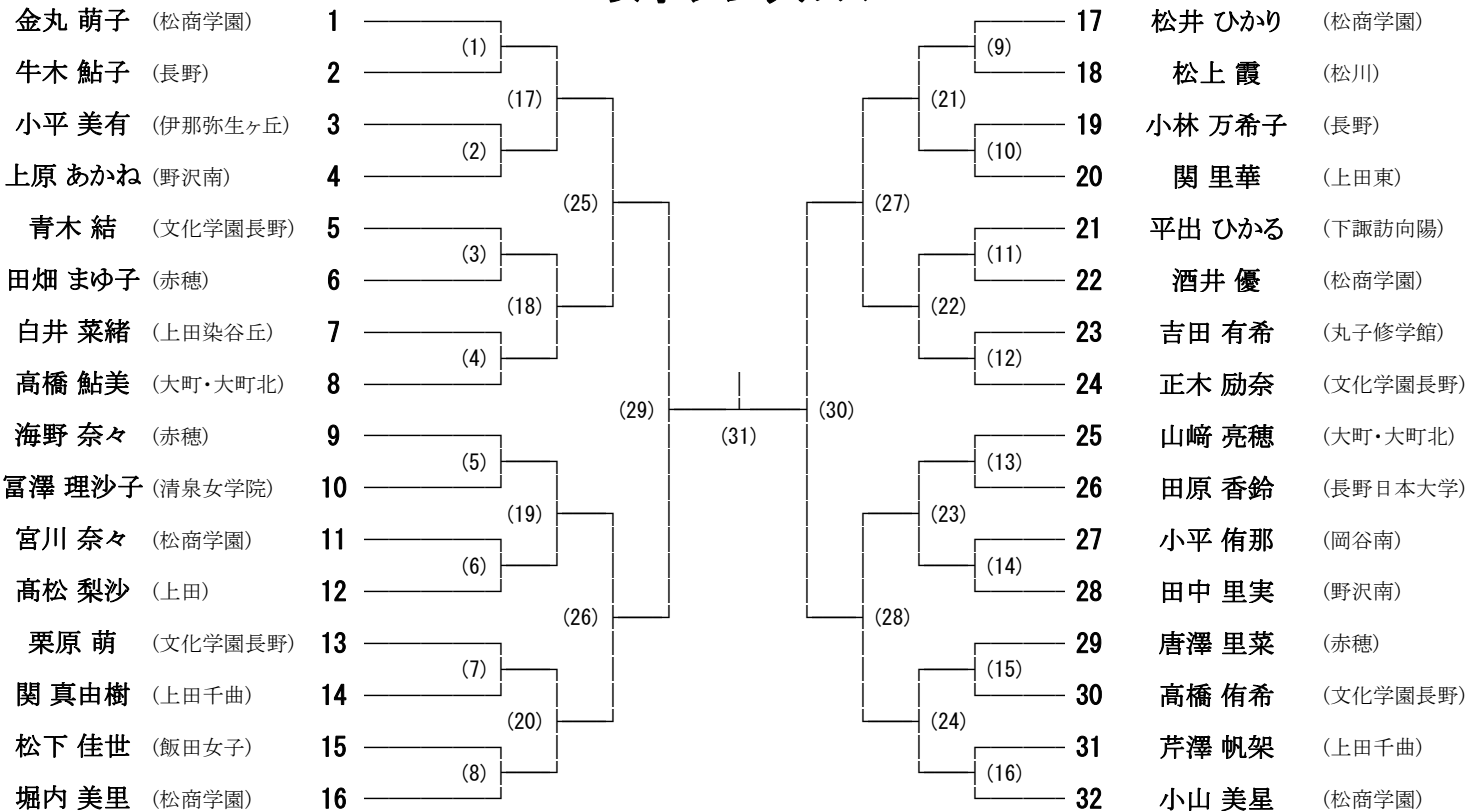 金丸 萌子 (松商学園) 1
牛木 鮎子 (長野) 2
小平 美有 (伊那弥生ヶ丘) 3
上原 あかね (野沢南) 4
青木 結 (文化学園長野) 5
田畑 まゆ子 (赤穂) 6
白井 菜緒 (上田染谷丘) 7
高橋 鮎美 (大町・大町北) 8
海野 奈々 (赤穂) 9
冨澤 理沙子 (清泉女学院) 10
宮川 奈々 (松商学園) 11
髙松 梨沙 (上田) 12
栗原 萌 (文化学園長野) 13
関 真由樹 (上田千曲) 14
松下 佳世 (飯田女子) 15
堀内 美里 (松商学園) 16
(1)
(2)
(3)
(4)
(5)
(6)
(7)
(8)
(17)
(18)
(19)
(20)
(25)
(26)
(29)
(31)
(30)
(27)
(28)
(21)
(22)
(23)
(24)
(9)
(10)
(11)
(12)
(13)
(14)
(15)
(16)
17 松井 ひかり (松商学園)
18 松上 霞 (松川)
19 小林 万希子 (長野)
20 関 里華 (上田東)
21 平出 ひかる (下諏訪向陽)
22 酒井 優 (松商学園)
23 吉田 有希 (丸子修学館)
24 正木 励奈 (文化学園長野)
25 山﨑 亮穂 (大町・大町北)
26 田原 香鈴 (長野日本大学)
27 小平 侑那 (岡谷南)
28 田中 里実 (野沢南)
29 唐澤 里菜 (赤穂)
30 高橋 侑希 (文化学園長野)
31 芹澤 帆架 (上田千曲)
32 小山 美星 (松商学園)